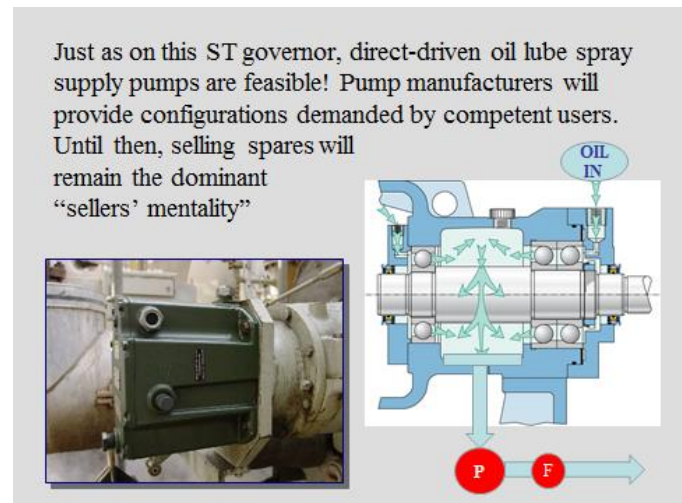 Just as on this ST governor, direct-driven oil lube spray
supply pumps are feasible! Pump manufacturers will
provide configurations demanded by competent users.
Until then, selling spares will
remain the dominant
“sellers’ mentality”
OIL
IN
P
F